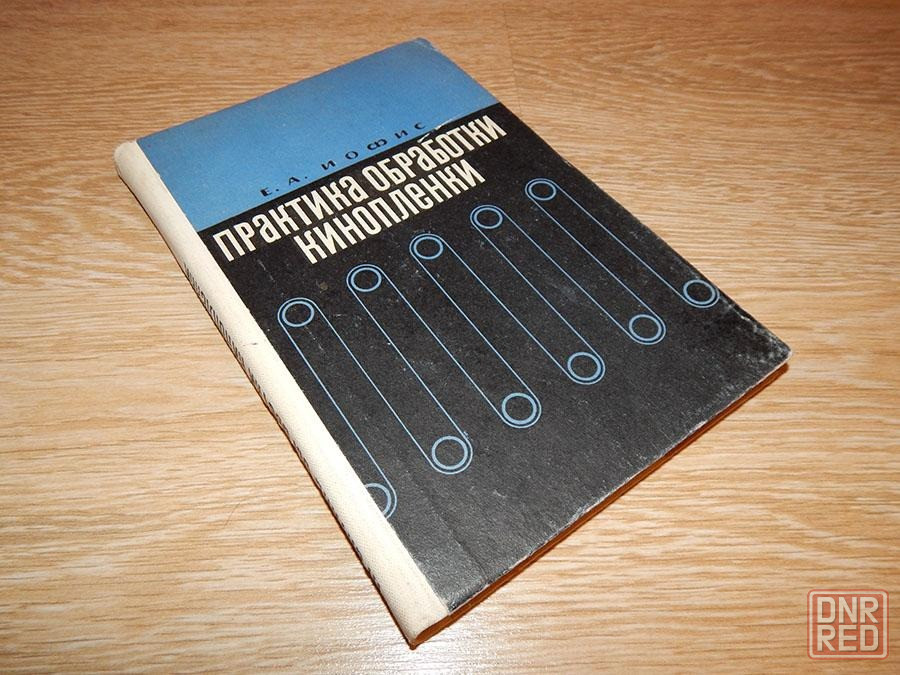 Е. А. ИОФИС
ПРАКТИКА ОБРАБОТКИ
КИНОПЛЕНКИ
DNR
RED